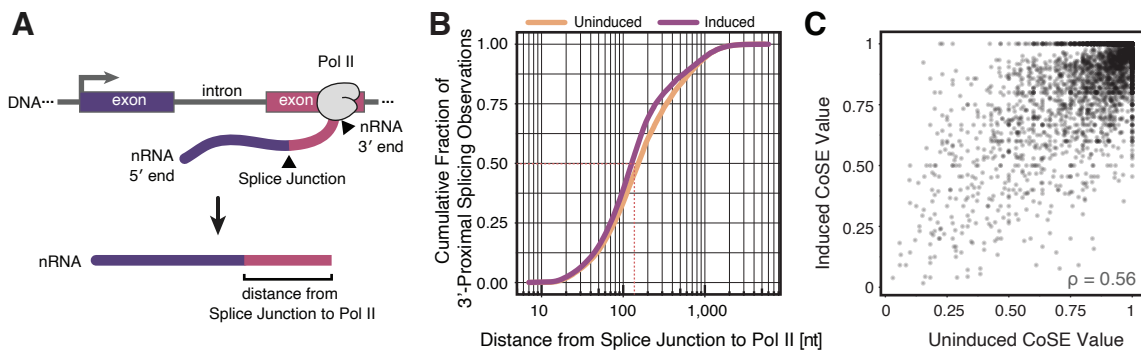 A
Pol II
DNA
exon
intron
exon
nRNA
3′ end
nRNA
5′ end
Splice Junction
nRNA
distance from
Splice Junction to Pol II
B
Uninduced
Induced
Cumulative Fraction of
3′-Proximal Splicing Observations
1.00
0.75
0.50
0.25
0.00
10
100
1,000
Distance from Splice Junction to Pol II [nt]
C
Induced CoSE Value
1
0.75
0.5
0.25
0
ρ = 0.56
0
0.25
0.50
0.75
1
Uninduced CoSE Value